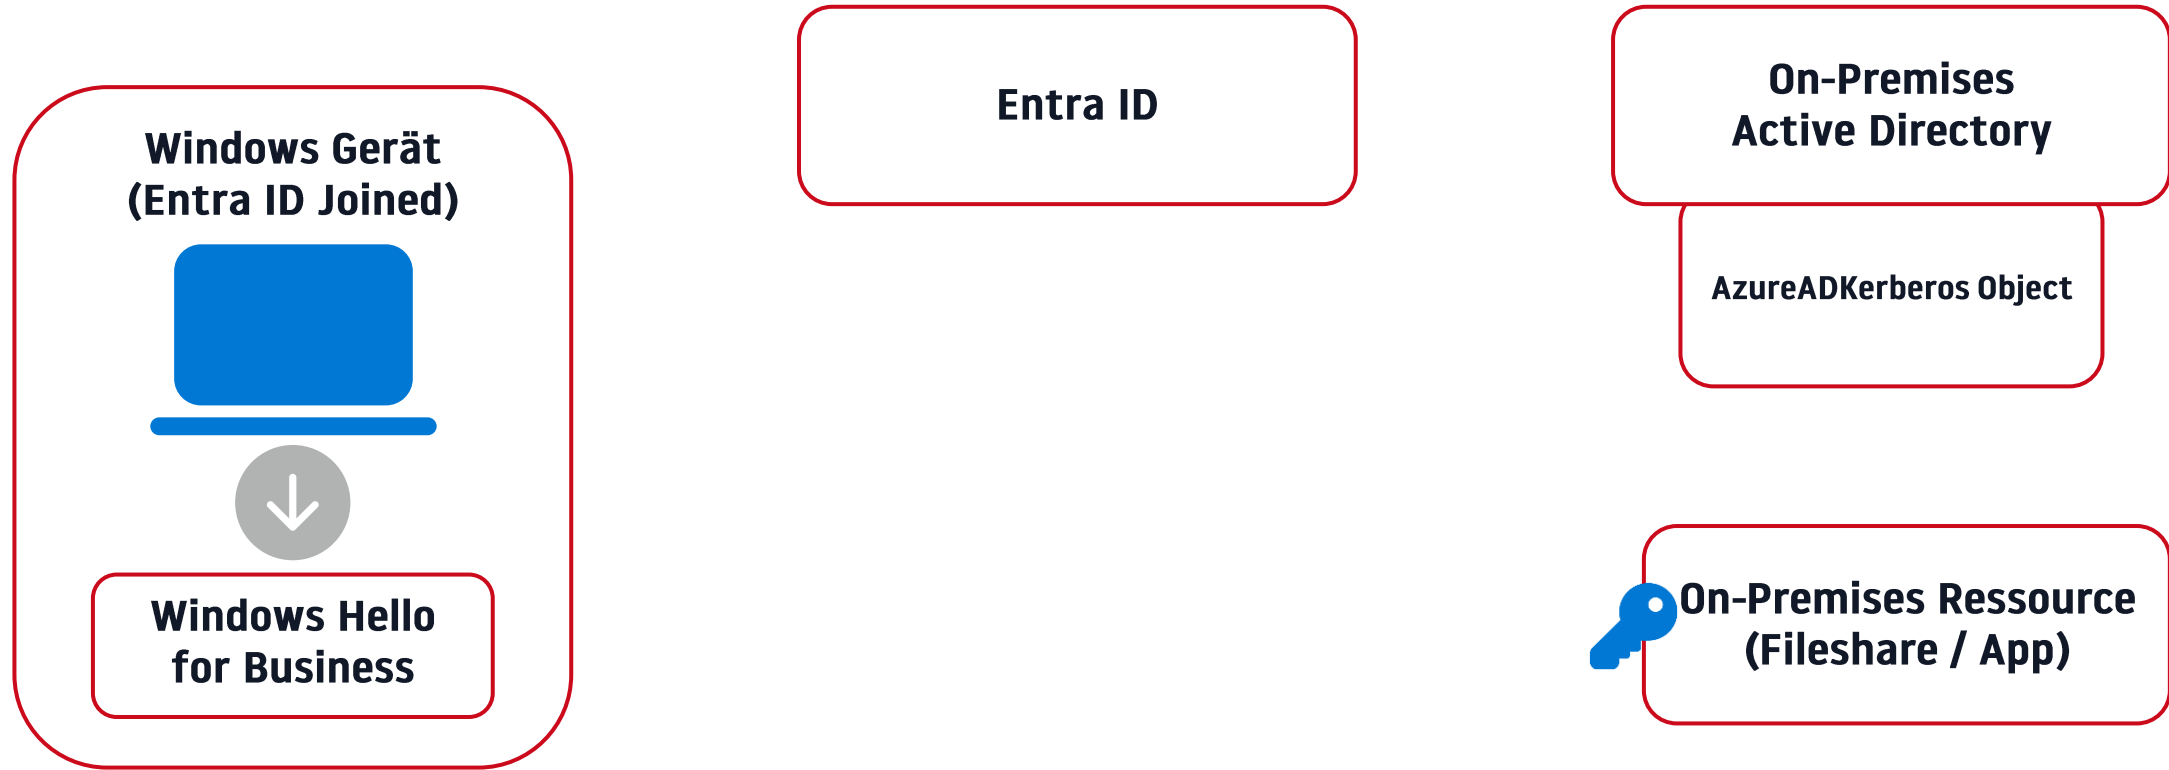 Windows Gerät
(Entra ID Joined)
Windows Hello
for Business
Entra ID
On-Premises
Active Directory
AzureADKerberos Object
On-Premises Ressource
(Fileshare / App)